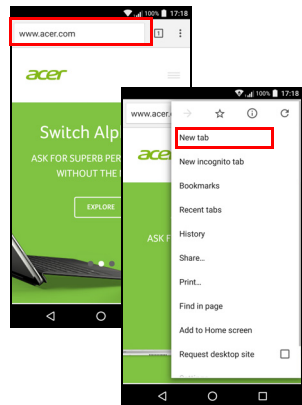 100% 17:18
www.acer.com
1
acer
Switch Alp
ASK FOR SUPERB PER
WITHOUT THE
EXPLORE
100% 17:18
www.acer.
New tab
acer
New incognito tab
Bookmarks
Recent tabs
History
ASK F
Share...
Print...
Find in page
Add to Home screen
Request desktop site